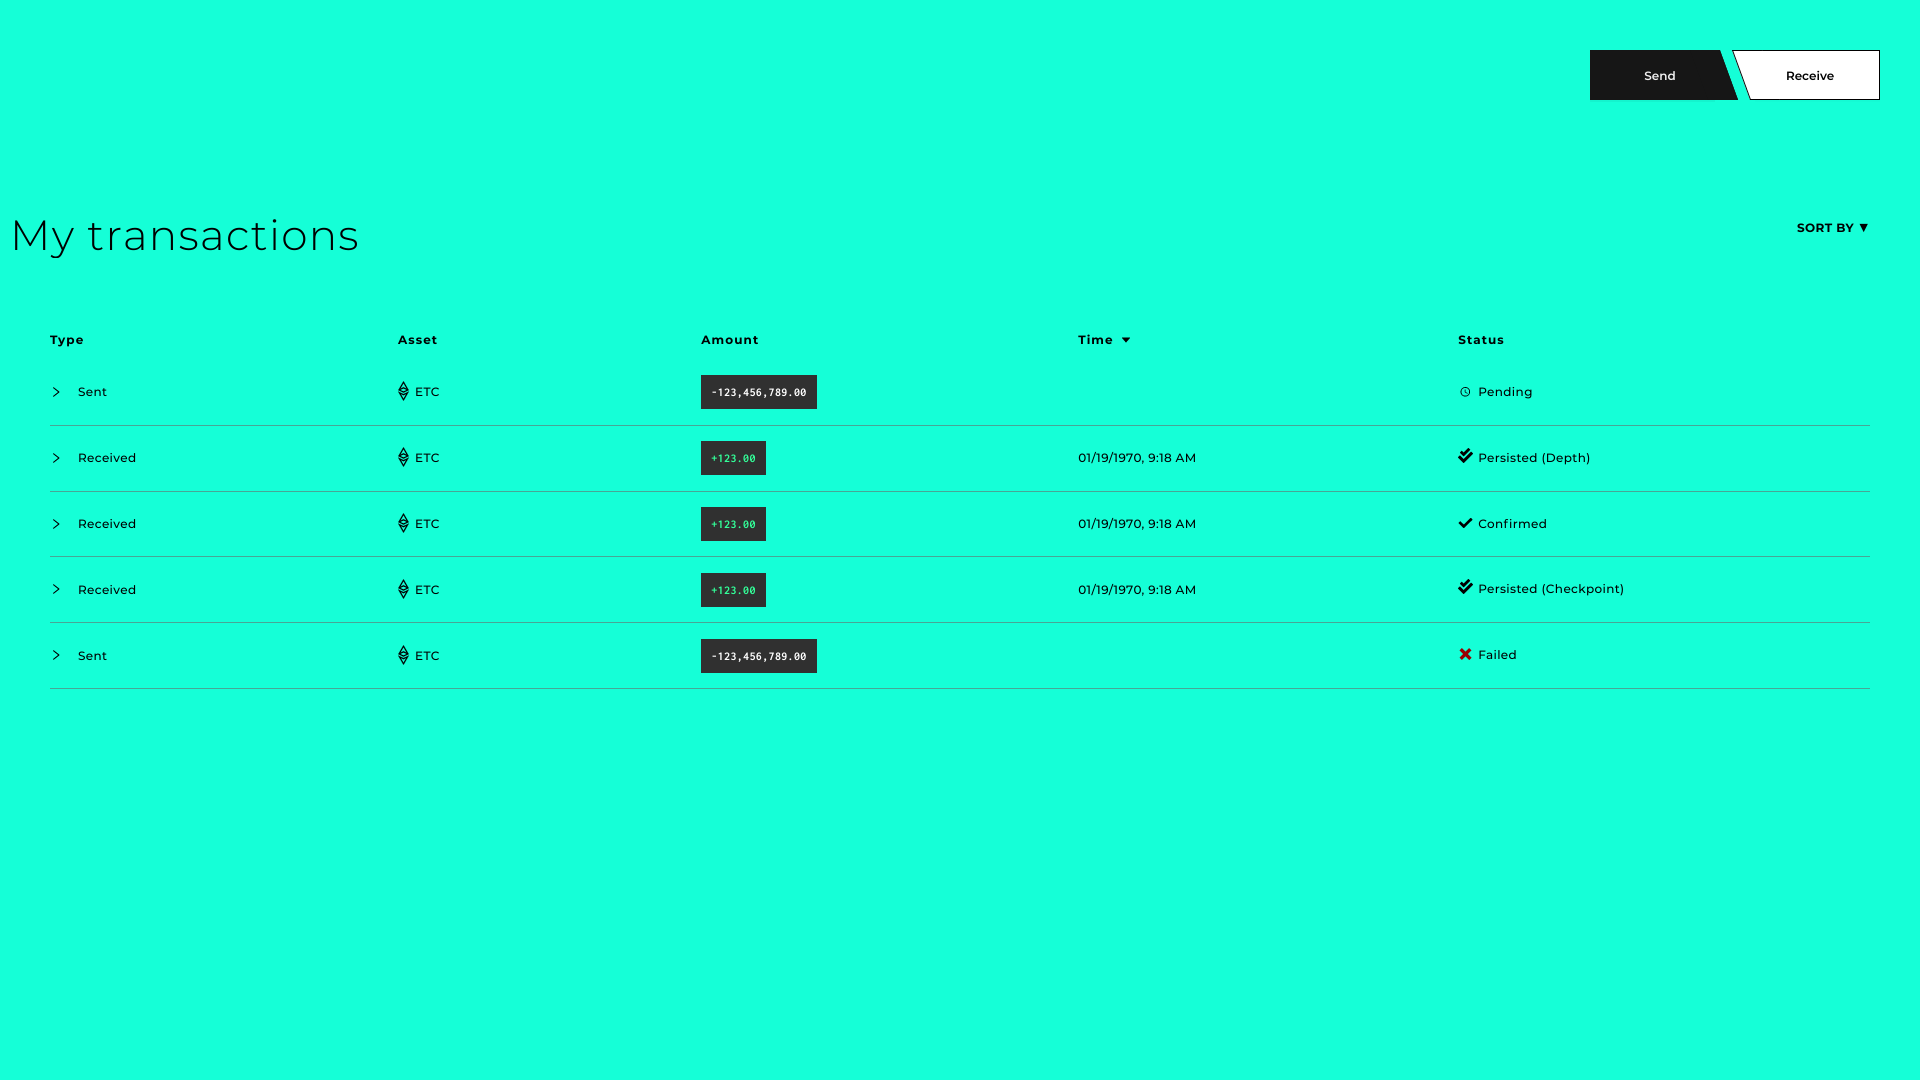 Send Receive
My transactions
SORT BY ▼
Type Asset Amount Time Status
Sent ETC -123,456,789.00 Pending
Received ETC +123.00 01/19/1970, 9:18 AM Persisted (Depth)
Received ETC +123.00 01/19/1970, 9:18 AM Confirmed
Received ETC +123.00 01/19/1970, 9:18 AM Persisted (Checkpoint)
Sent ETC -123,456,789.00 Failed